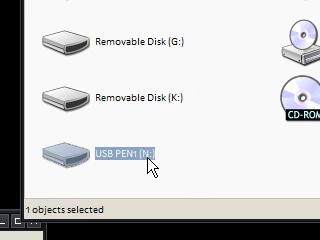 Removable Disk (G:)
Removable Disk (K:)
CD-ROM
USB PEN1 (N:)
1 objects selected